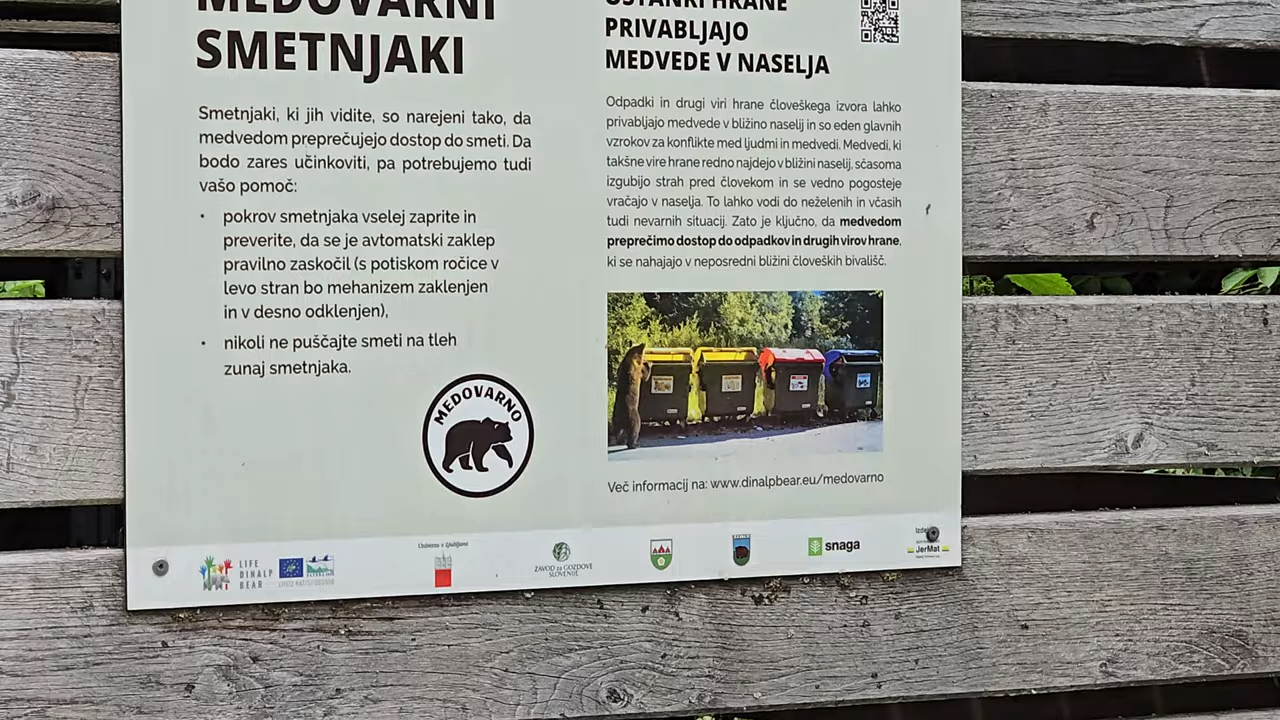 MEDOVARNI
SMETNJAKI
Smetnjaki, ki jih vidite, so narejeni tako, da
medvedom preprečujejo dostop do smeti. Da
bodo zares učinkoviti, pa potrebujemo tudi
vašo pomoč:
• pokrov smetnjaka vselej zaprite in
preverite, da se je avtomatski zaklep
pravilno zaskočil (s potiskom ročice v
levo stran bo mehanizem zaklenjen
in v desno odklenjen),
• nikoli ne puščajte smeti na tleh
zunaj smetnjaka.
MEDOVARNO
OSTANKI HRANE
PRIVABLJAJO
MEDVEDE V NASELJA
Odpadki in drugi viri hrane človeškega izvora lahko
privabljajo medvede v bližino naselij in so eden glavnih
vzrokov za konflikte med ljudmi in medvedi. Medvedi, ki
takšne vire hrane redno najdejo v bližini naselij, sčasoma
izgubijo strah pred človekom in se vedno pogosteje
vračajo v naselja. To lahko vodi do neželenih in včasih
tudi nevarnih situacij. Zato je ključno, da medvedom
preprečimo dostop do odpadkov in drugih virov hrane,
ki se nahajajo v neposredni bližini človeških bivališč.
Več informacij na: www.dinalpbear.eu/medovarno
LIFE
DINALP
BEAR
Univerza v Ljubljani
ZAVOD za GOZDOVE
SLOVENIJE
snaga
JerMat